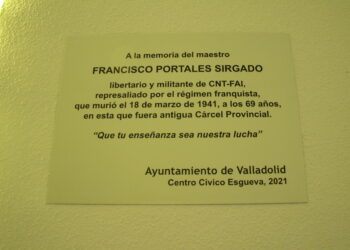 A la memoria del maestro
FRANCISCO PORTALES SIRGADO
libertario y militante de CNT-FAI,
represaliado por el régimen franquista,
que murió el 18 de marzo de 1941, a los 69 años,
en esta que fuera antigua Cárcel Provincial.
"Que tu enseñanza sea nuestra lucha"
Ayuntamiento de Valladolid
Centro Cívico Esgueva, 2021